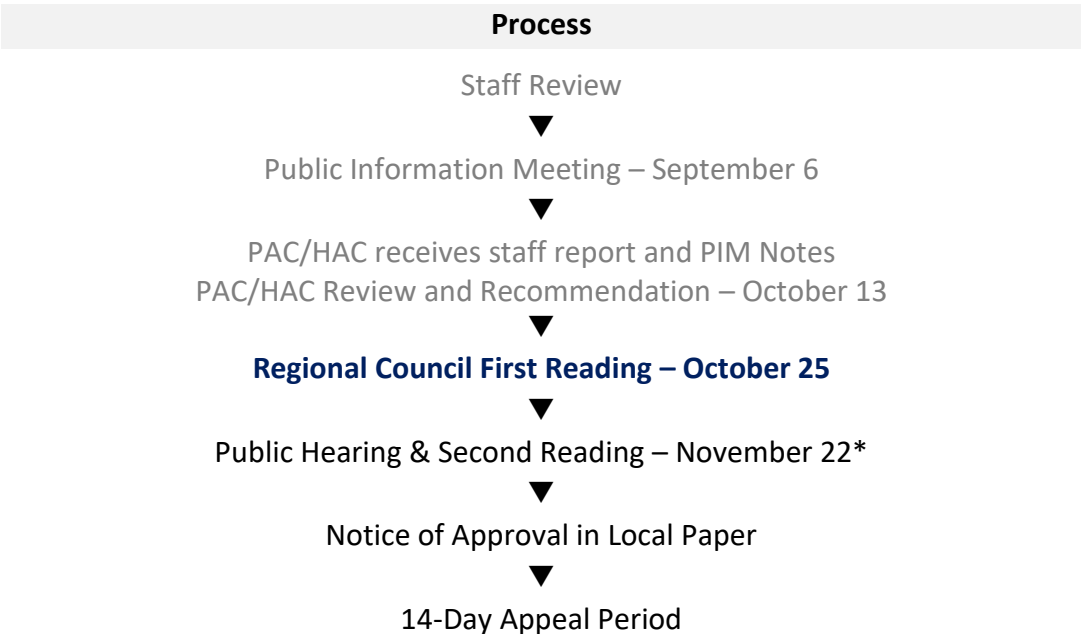 Process
Staff Review
Public Information Meeting – September 6
PAC/HAC receives staff report and PIM Notes
PAC/HAC Review and Recommendation – October 13
Regional Council First Reading – October 25
Public Hearing & Second Reading – November 22*
Notice of Approval in Local Paper
14-Day Appeal Period